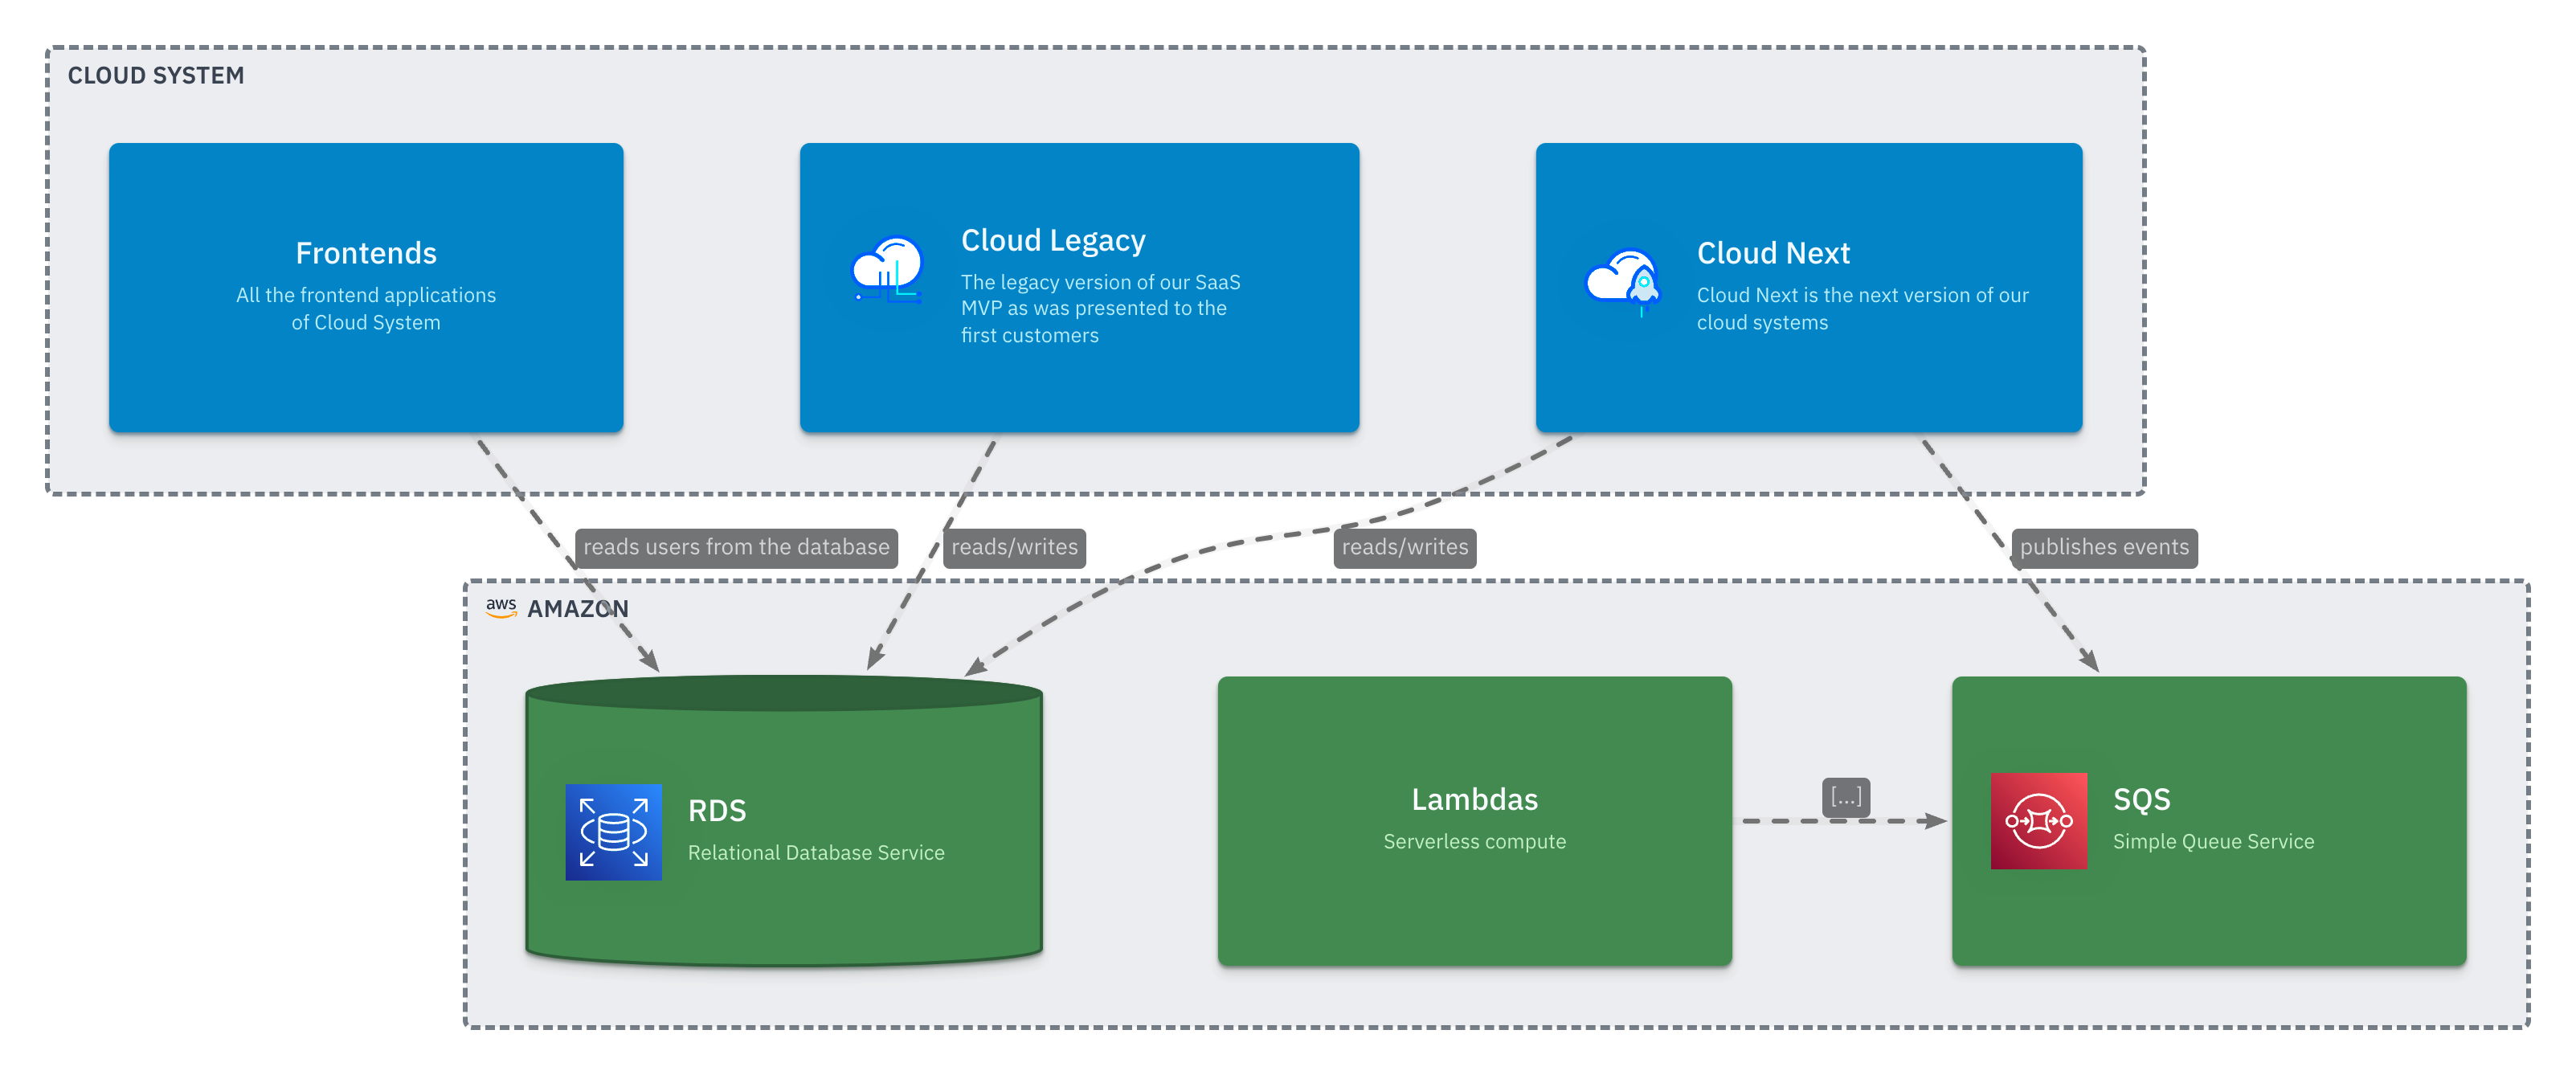 CLOUD SYSTEM
Frontends
All the frontend applications
of Cloud System
Cloud Legacy
The legacy version of our SaaS
MVP as was presented to the
first customers
Cloud Next
Cloud Next is the next version of our
cloud systems
reads users from the database
reads/writes
reads/writes
publishes events
aws AMAZON
RDS
Relational Database Service
Lambdas
Serverless compute
[...]
SQS
Simple Queue Service